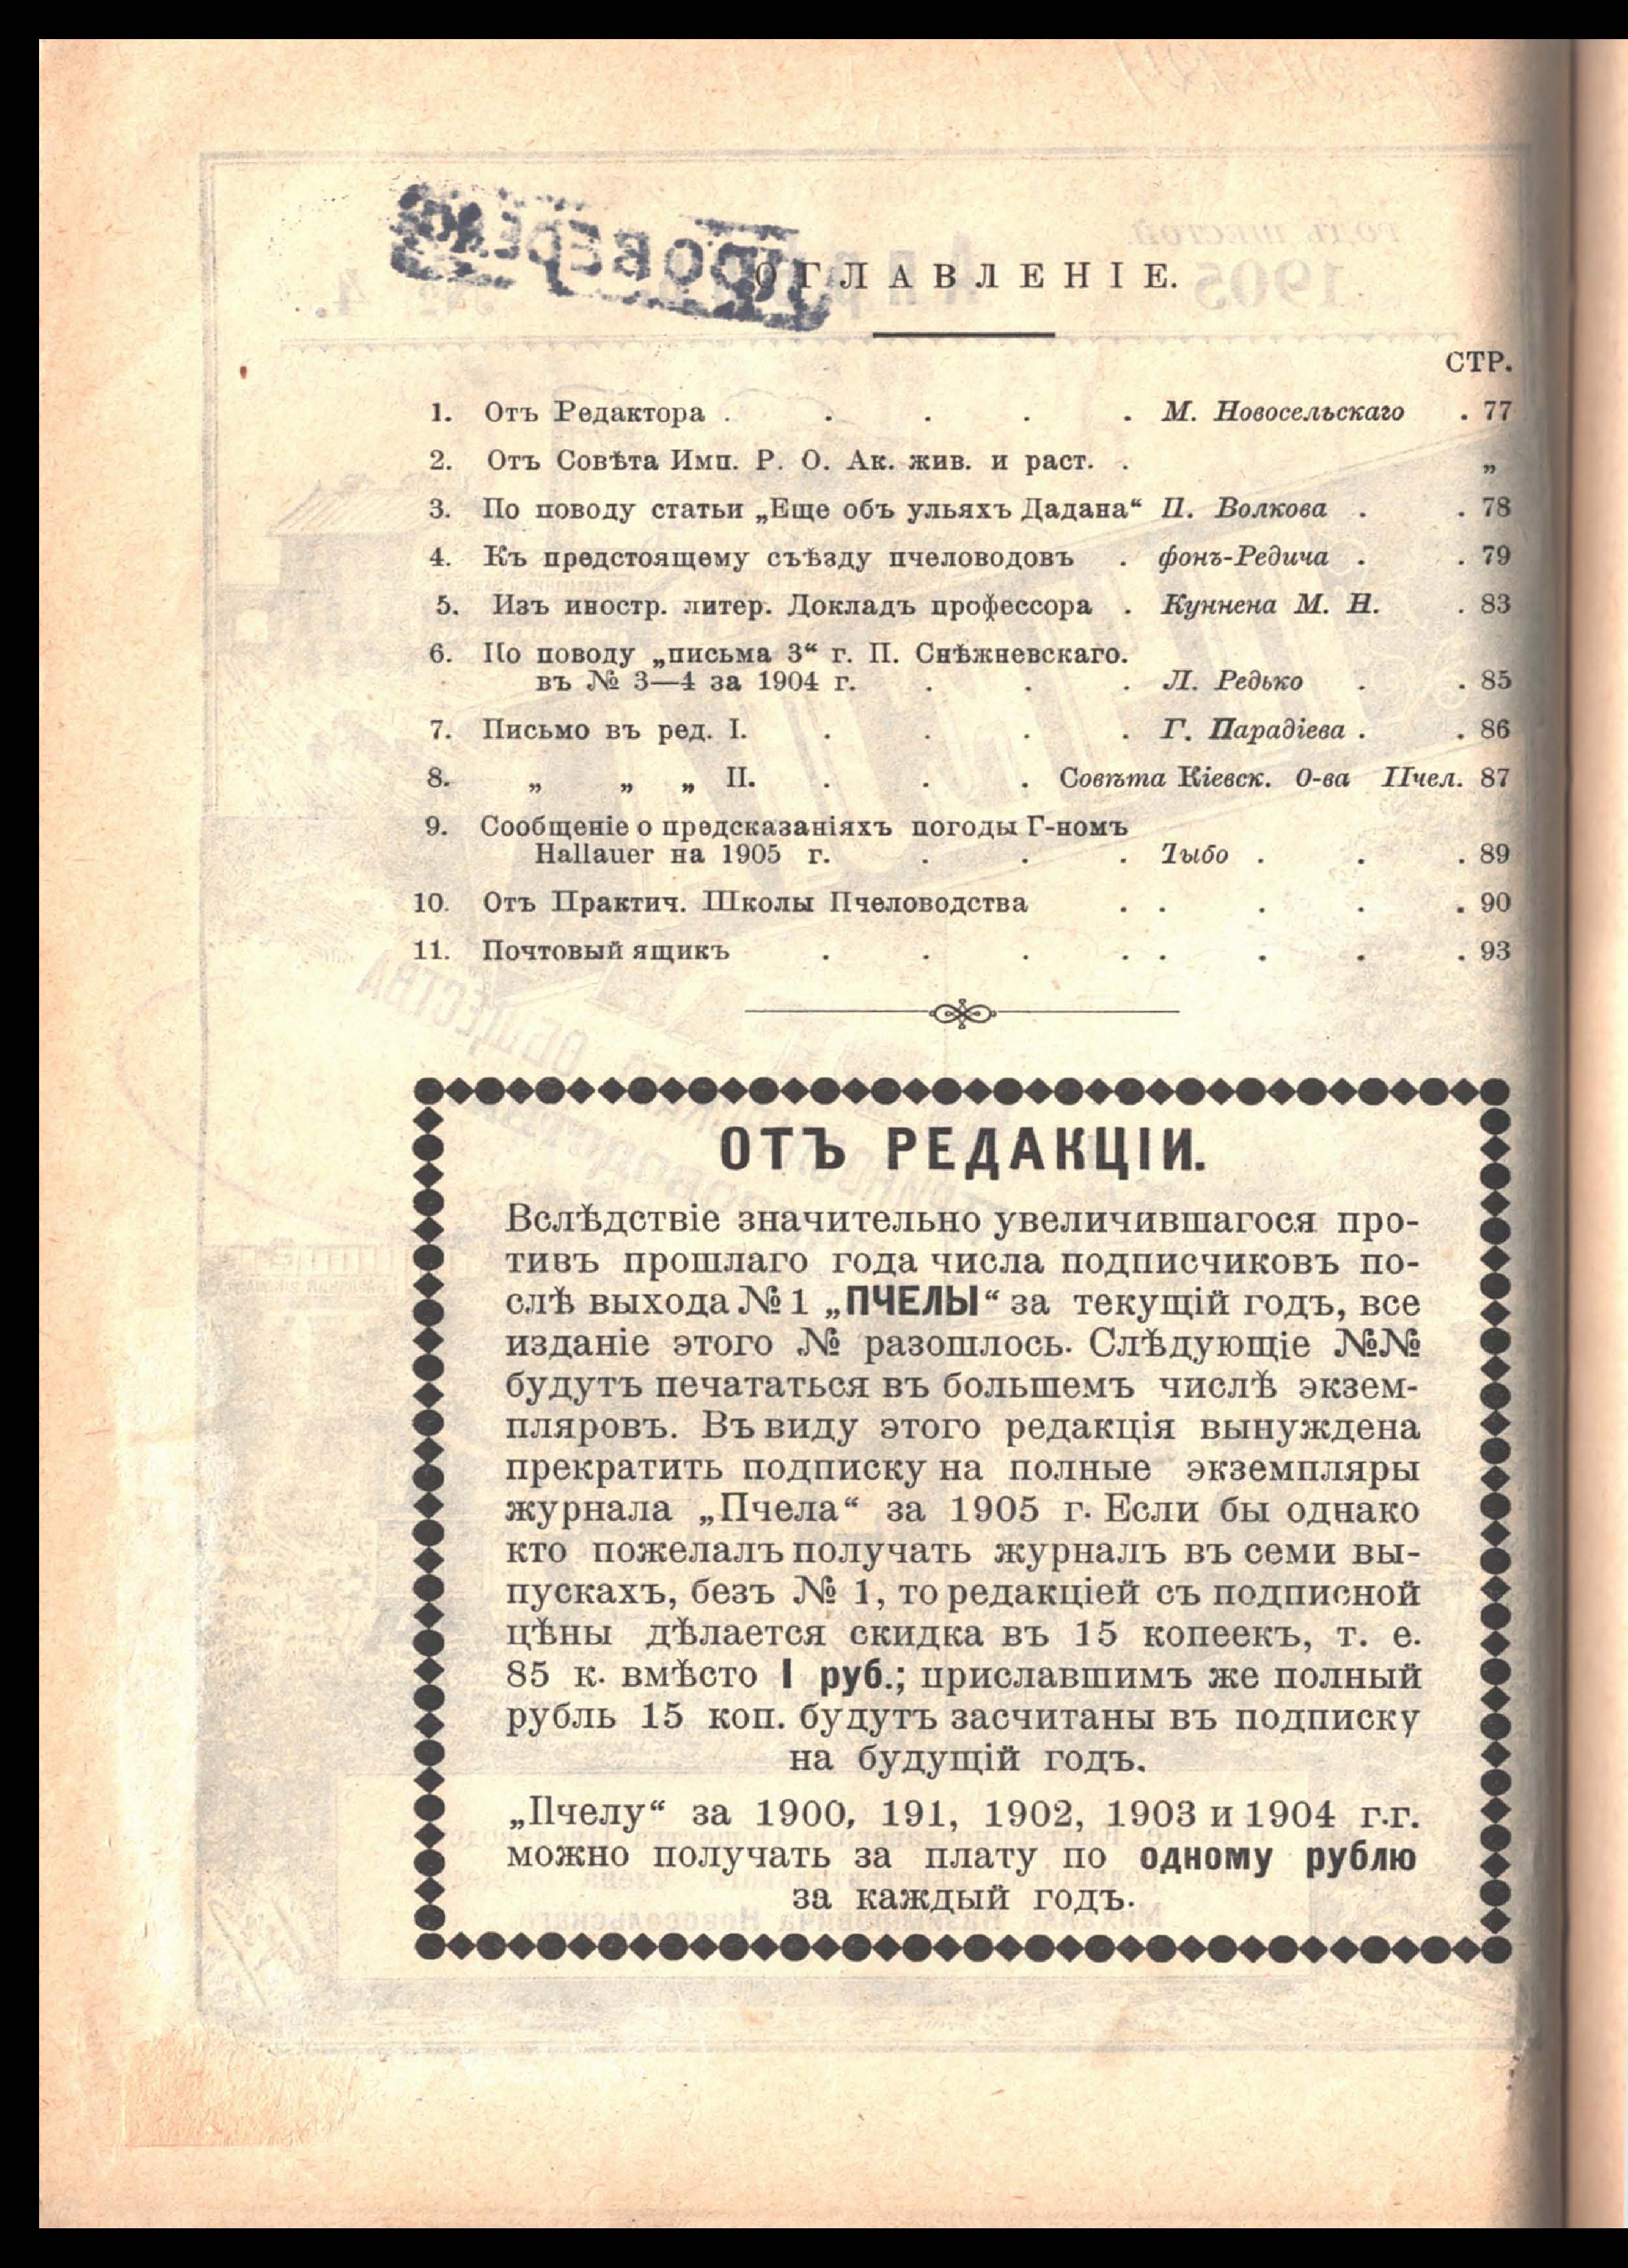 ОГЛАВЛЕНІЕ.
СТР.
1. Отъ Редактора . . . . . М. Новосельскаго . 77
2. Отъ Совѣта Имп. Р. О. Ак. жив. и раст. . „
3. По поводу статьи „Еще объ ульяхъ Дадана“ П. Волкова . . 78
4. Къ предстоящему съѣзду пчеловодовъ . фонъ-Редича . . 79
5. Изъ иностр. литер. Докладъ профессора . Куннена М. Н. . 83
6. По поводу „письма 3“ г. П. Снѣжневскаго.
въ № 3—4 за 1904 г. . . . Л. Редько . . 85
7. Письмо въ ред. I. . . . . Г. Парадіева . . 86
8. „ „ „ II. . . . Совѣта Кіевск. О-ва Пчел. 87
9. Сообщеніе о предсказаніяхъ погоды Г-номъ
Hallauer на 1905 г. . . . Цыбо . . . 89
10. Отъ Практич. Школы Пчеловодства . . . . . 90
11. Почтовый ящикъ . . . . . . . . 93
ОТЪ РЕДАКЦІИ.
Вслѣдствіе значительно увеличившагося про-
тивъ прошлаго года числа подписчиковъ по-
слѣ выхода № 1 „ПЧЕЛЫ“ за текущій годъ, все
изданіе этого № разошлось. Слѣдующіе №№
будутъ печататься въ большемъ числѣ экзем-
пляровъ. Въ виду этого редакція вынуждена
прекратить подписку на полные экземпляры
журнала „Пчела“ за 1905 г. Если бы однако
кто пожелалъ получать журналъ въ семи вы-
пускахъ, безъ № 1, то редакціей съ подписной
цѣны дѣлается скидка въ 15 копеекъ, т. е.
85 к. вмѣсто I руб.; приславшимъ же полный
рубль 15 коп. будутъ засчитаны въ подписку
на будущій годъ.
„Пчелу“ за 1900, 191, 1902, 1903 и 1904 г.г.
можно получать за плату по одному рублю
за каждый годъ.